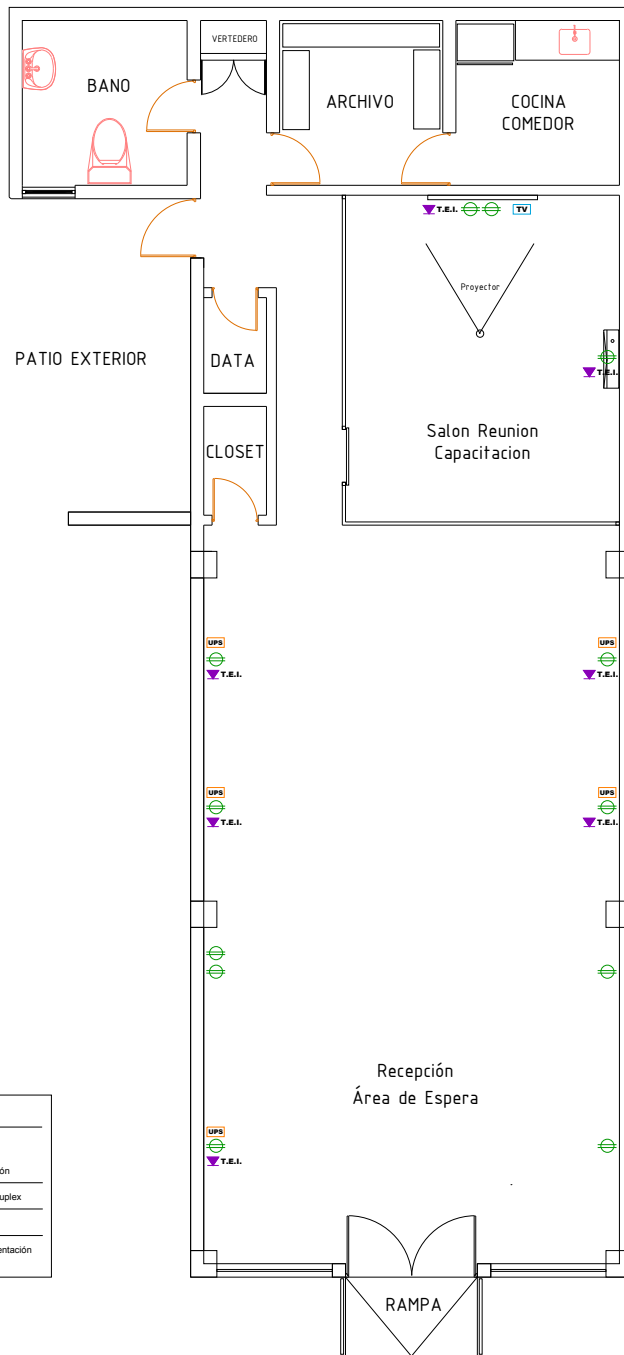 VERTEDERO
BANO
ARCHIVO
COCINA
COMEDOR
T.E.I.
TV
Proyector
PATIO EXTERIOR
DATA
T.E.I.
Salon Reunion
Capacitacion
CLOSET
UPS
UPS
T.E.I.
T.E.I.
UPS
UPS
T.E.I.
T.E.I.
Recepción
Área de Espera
UPS
T.E.I.
ón
uplex
entación
RAMPA